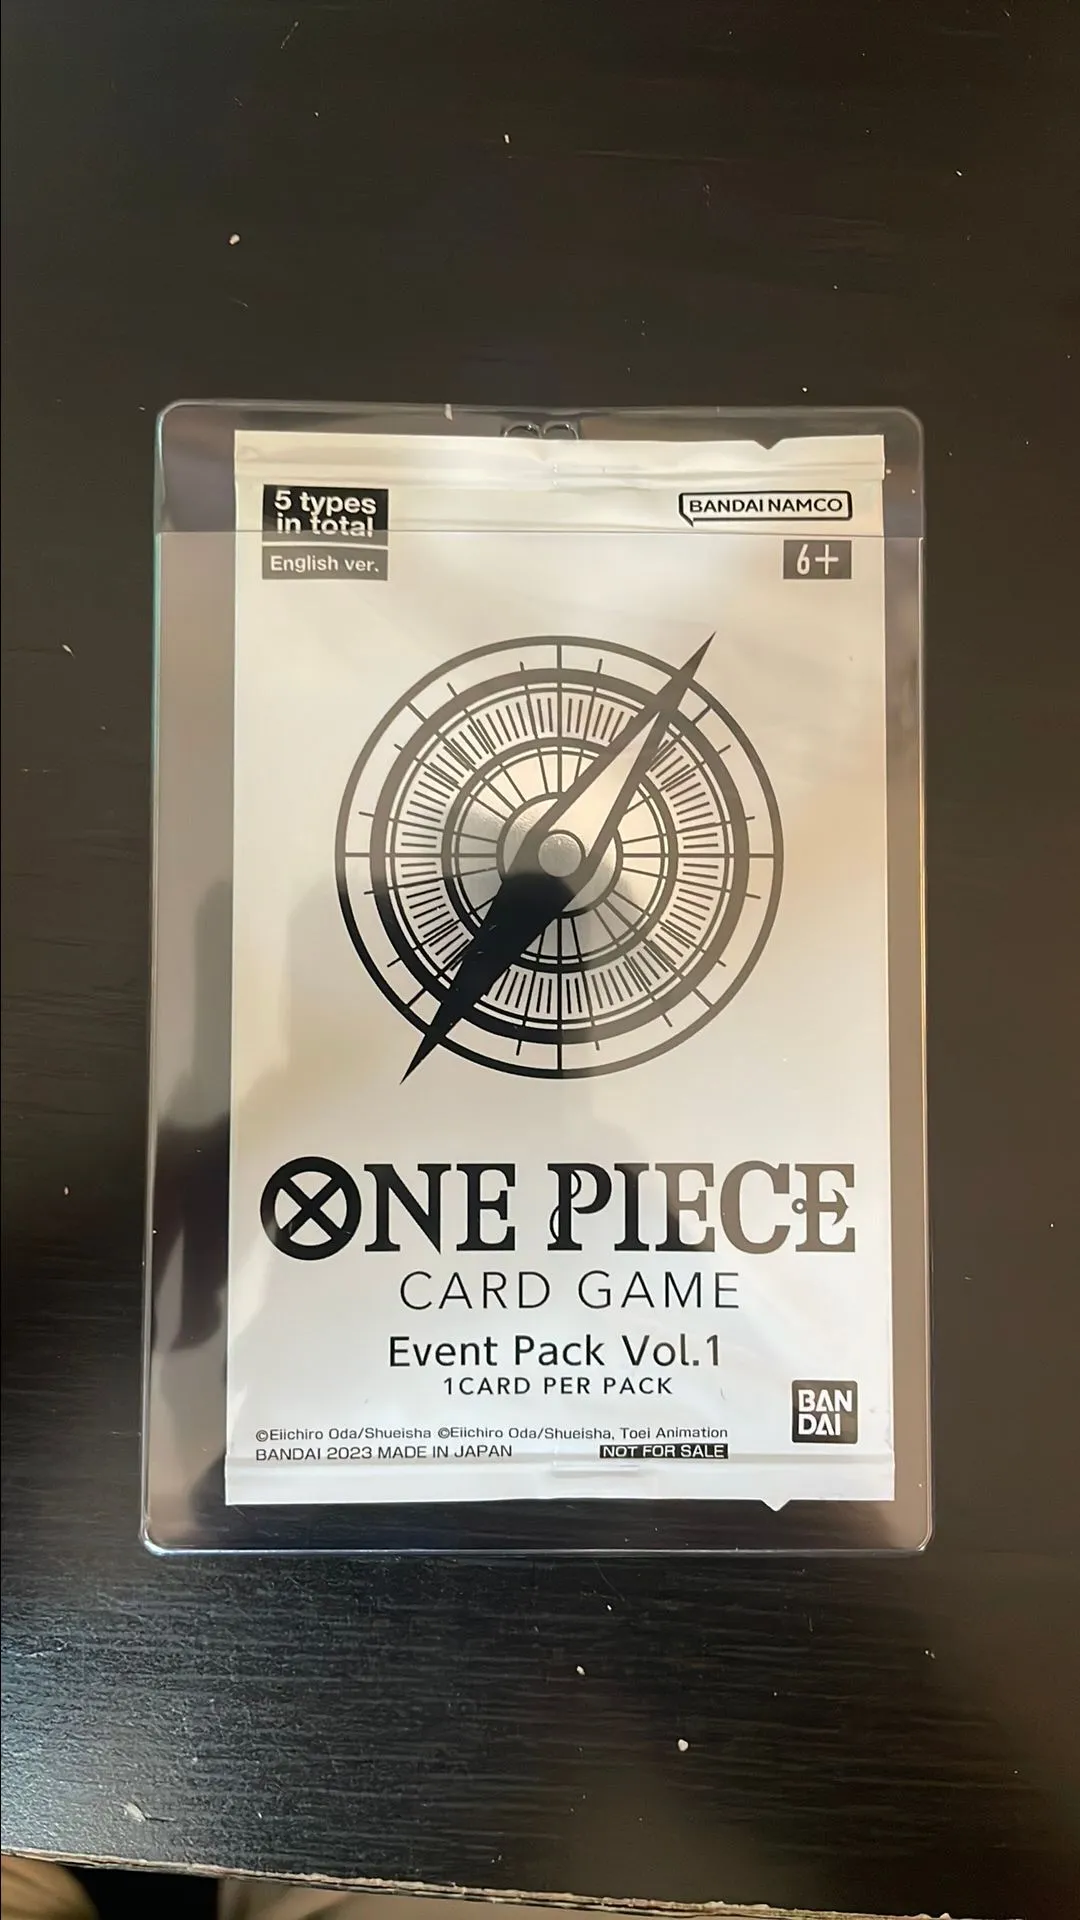 5 types
in total
English ver.
BANDAI NAMCO
6+
ONE PIECE
CARD GAME
Event Pack Vol.1
1CARD PER PACK
BAN
DAI
©Eiichiro Oda/Shueisha ©Eiichiro Oda/Shueisha, Toei Animation
BANDAI 2023 MADE IN JAPAN NOT FOR SALE